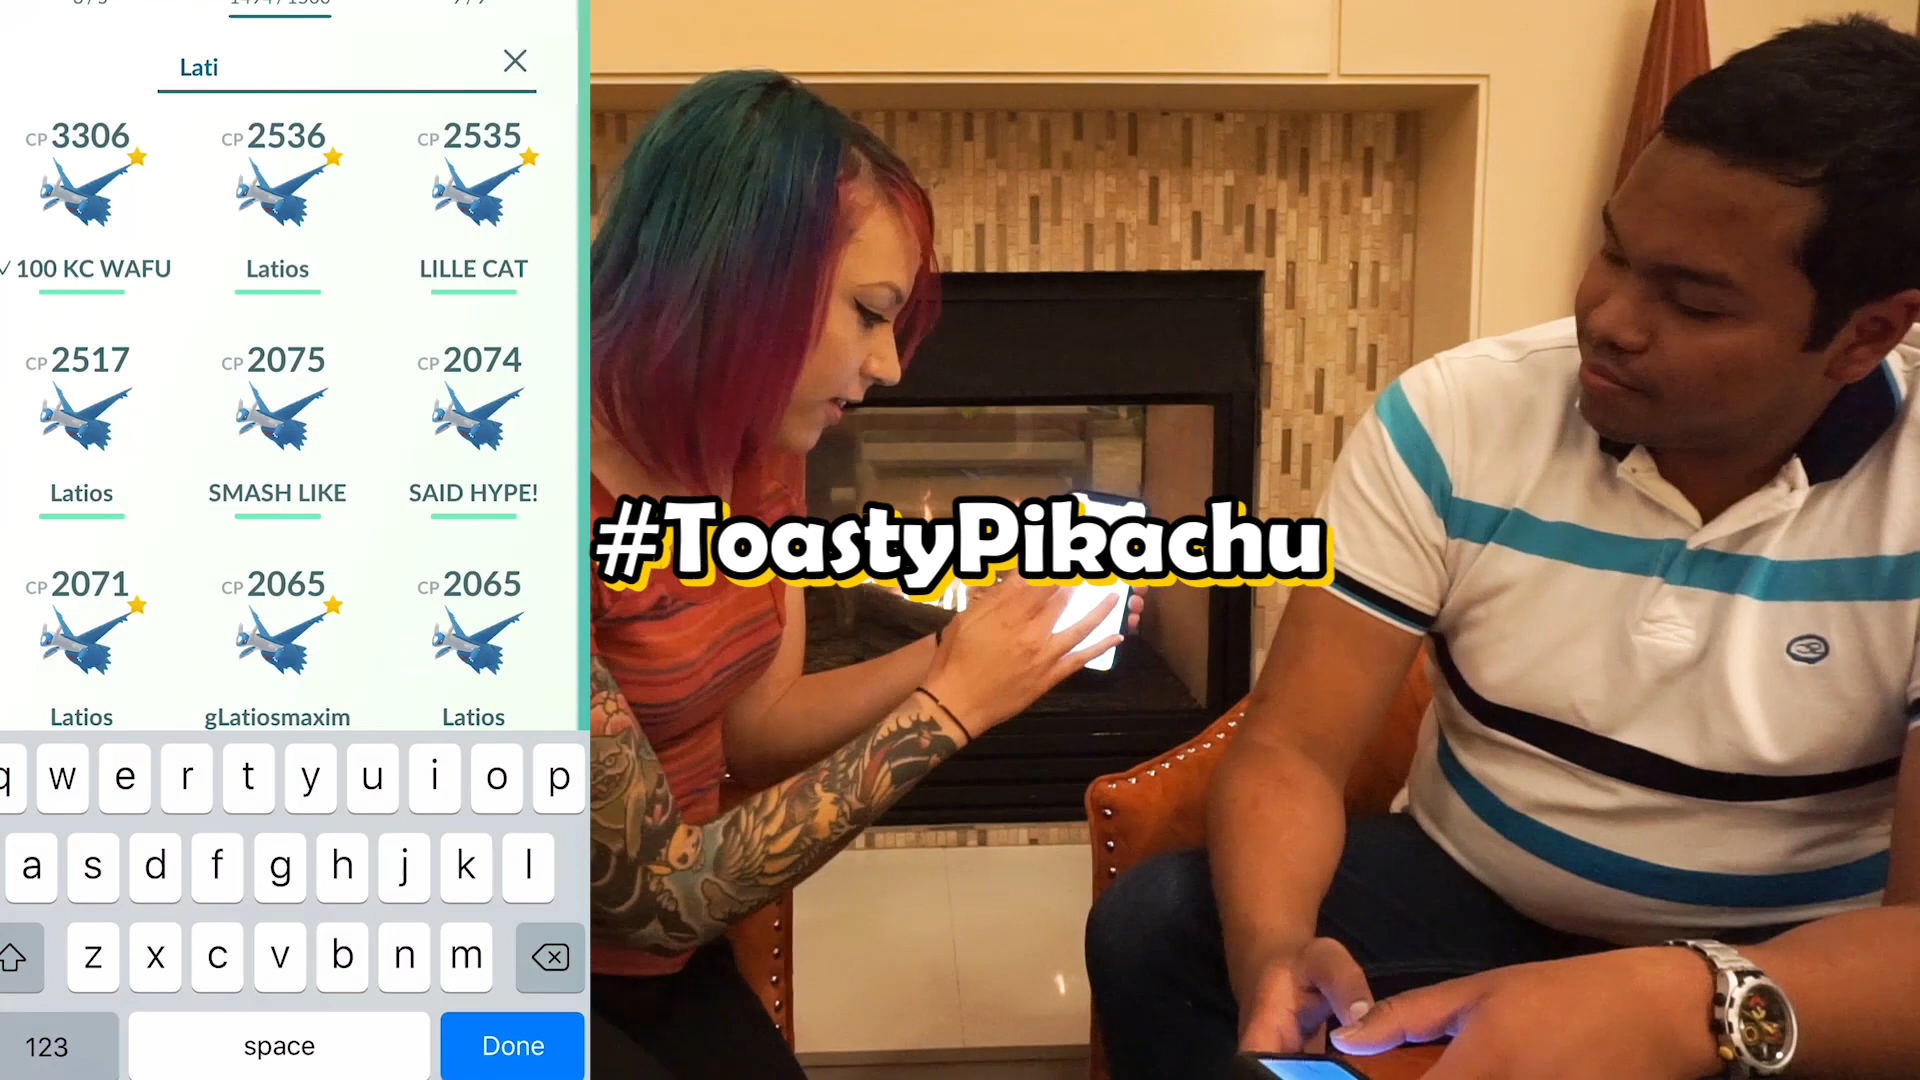 Lati
CP 3306
CP 2536
CP 2535
100 KC WAFU
Latios
LILLE CAT
CP 2517
CP 2075
CP 2074
Latios
SMASH LIKE
SAID HYPE!
CP 2071
CP 2065
CP 2065
Latios
gLatiosmaxim
Latios
#ToastyPikachu
q w e r t y u i o p
a s d f g h j k l
z x c v b n m
123 space Done